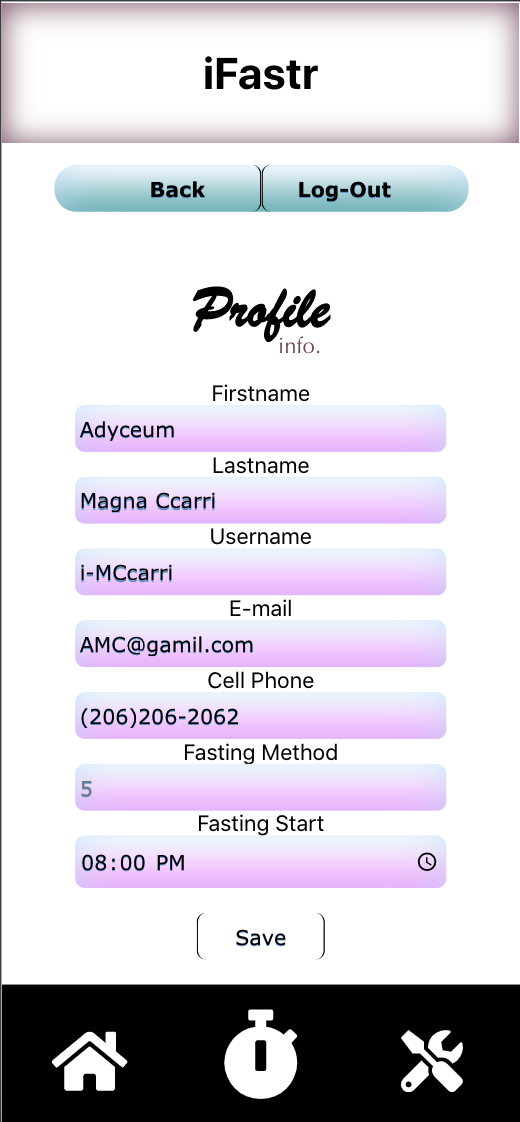 iFastr
Back Log-Out
Profile
info.
Firstname
Adyceum
Lastname
Magna Ccarri
Username
i-MCcarri
E-mail
AMC@gamil.com
Cell Phone
(206)206-2062
Fasting Method
5
Fasting Start
08:00 PM
Save